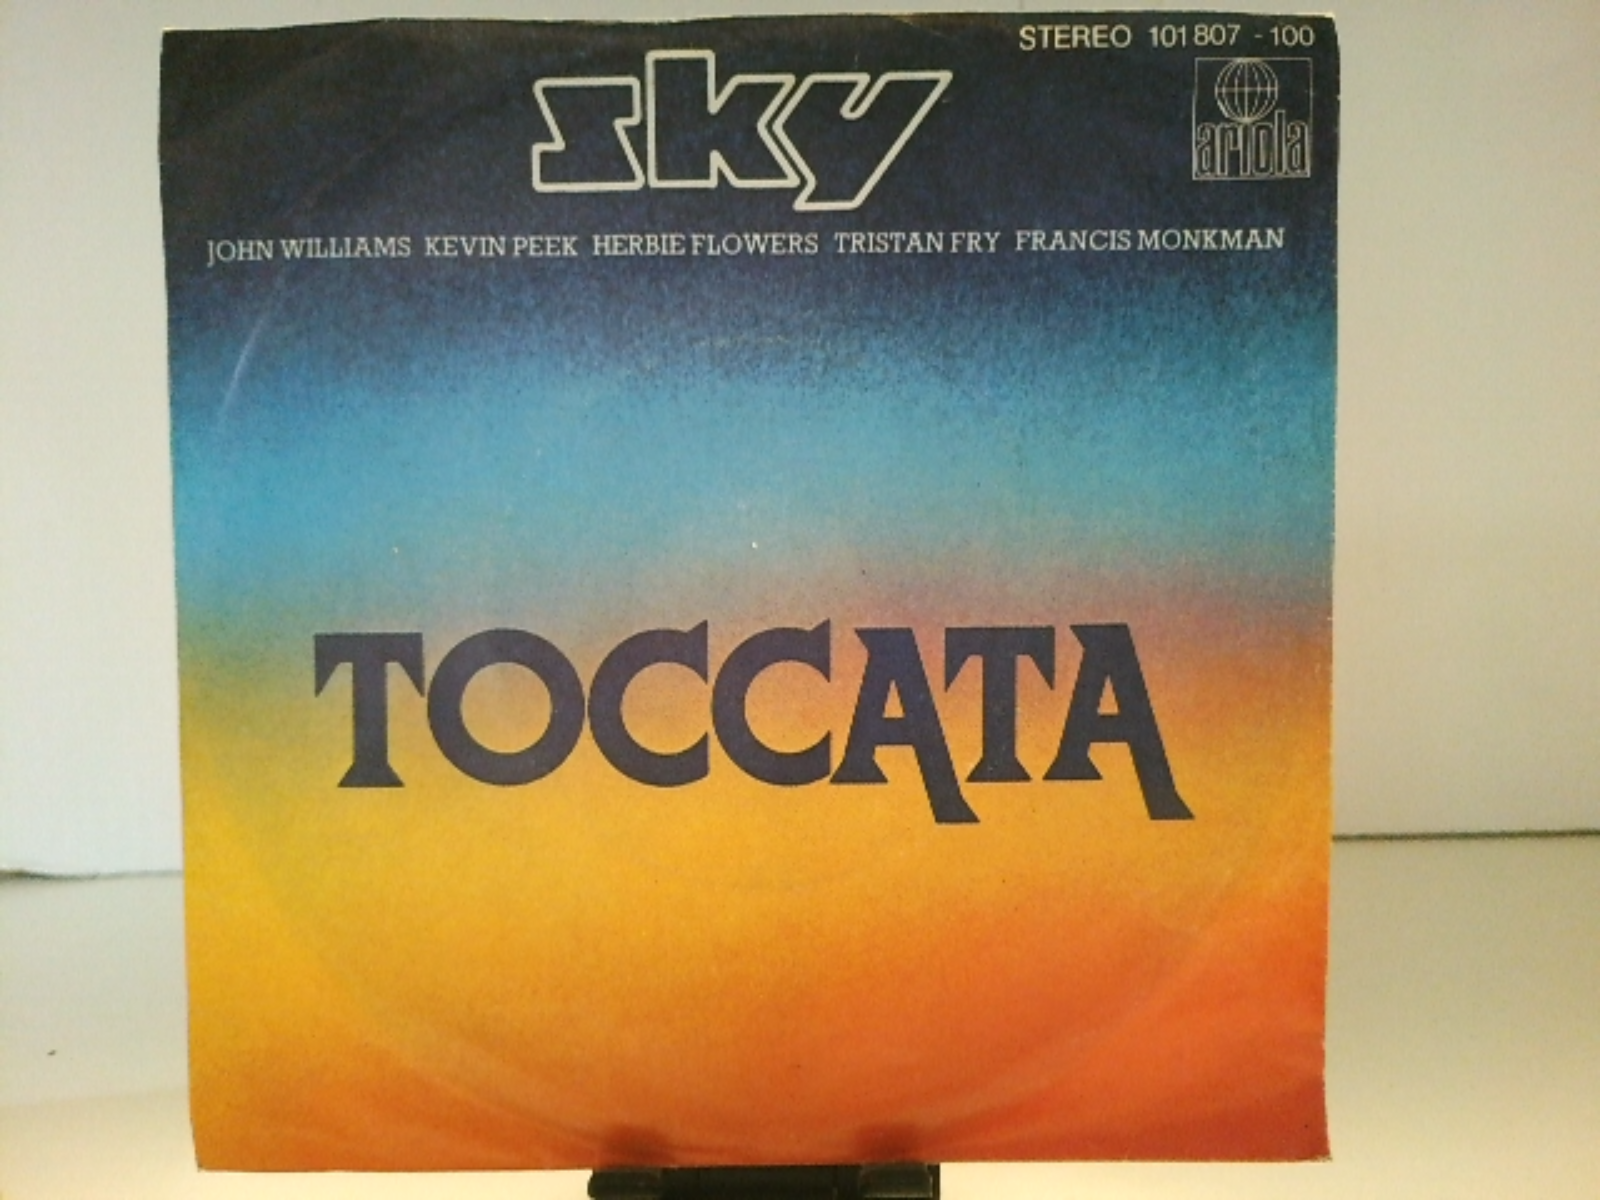 STEREO 101 807 - 100
sky
ariola
JOHN WILLIAMS KEVIN PEEK HERBIE FLOWERS TRISTAN FRY FRANCIS MONKMAN
TOCCATA